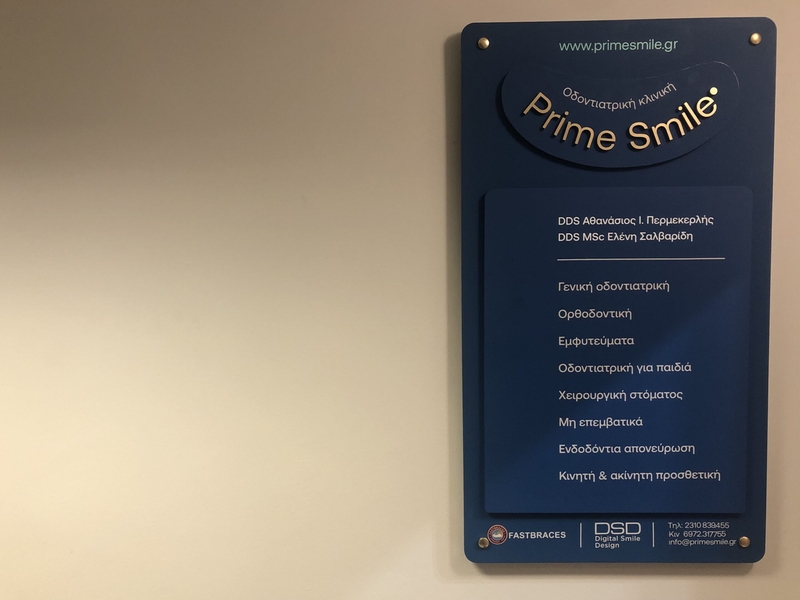 www.primesmile.gr
Οδοντιατρική κλινική
Prime Smile
DDS Αθανάσιος Ι. Περμεκερλής
DDS MSc Ελένη Σαλβαρίδη
Γενική οδοντιατρική
Ορθοδοντική
Εμφυτεύματα
Οδοντιατρική για παιδιά
Χειρουργική στόματος
Μη επεμβατικά
Ενδοδόντια απονεύρωση
Κινητή & ακίνητη προσθετική
FASTBRACES
DSD
Digital Smile
Design
Τηλ: 2310 839455
Κιν 6972.317755
info@primesmile.gr